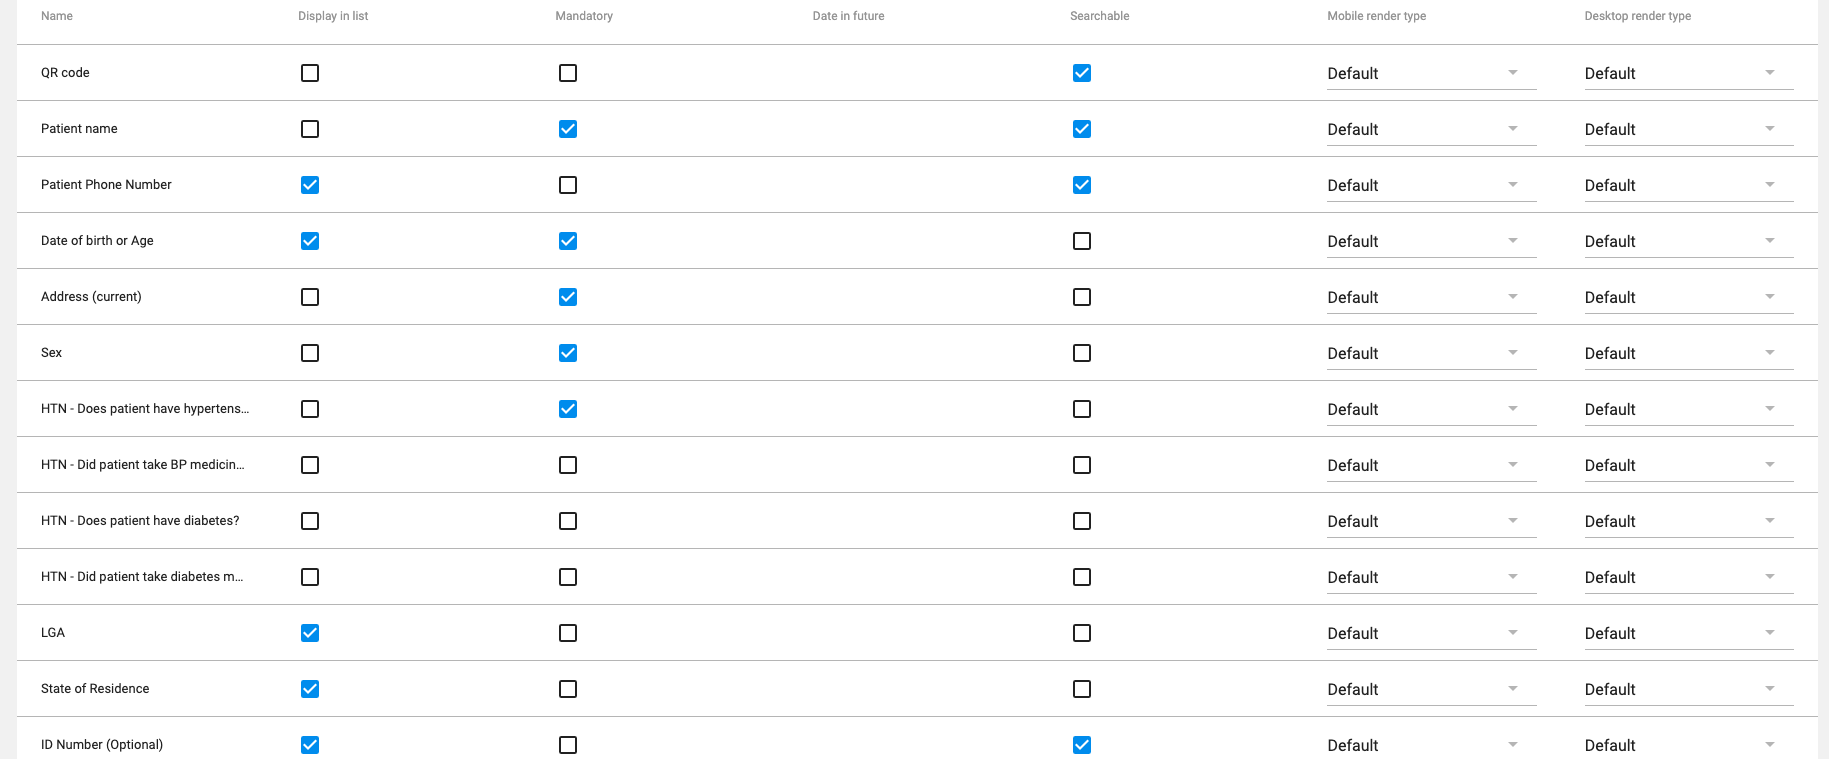 Name Display in list Mandatory Date in future Searchable Mobile render type Desktop render type
QR code Default Default
Patient name Default Default
Patient Phone Number Default Default
Date of birth or Age Default Default
Address (current) Default Default
Sex Default Default
HTN - Does patient have hypertens... Default Default
HTN - Did patient take BP medicin... Default Default
HTN - Does patient have diabetes? Default Default
HTN - Did patient take diabetes m... Default Default
LGA Default Default
State of Residence Default Default
ID Number (Optional) Default Default